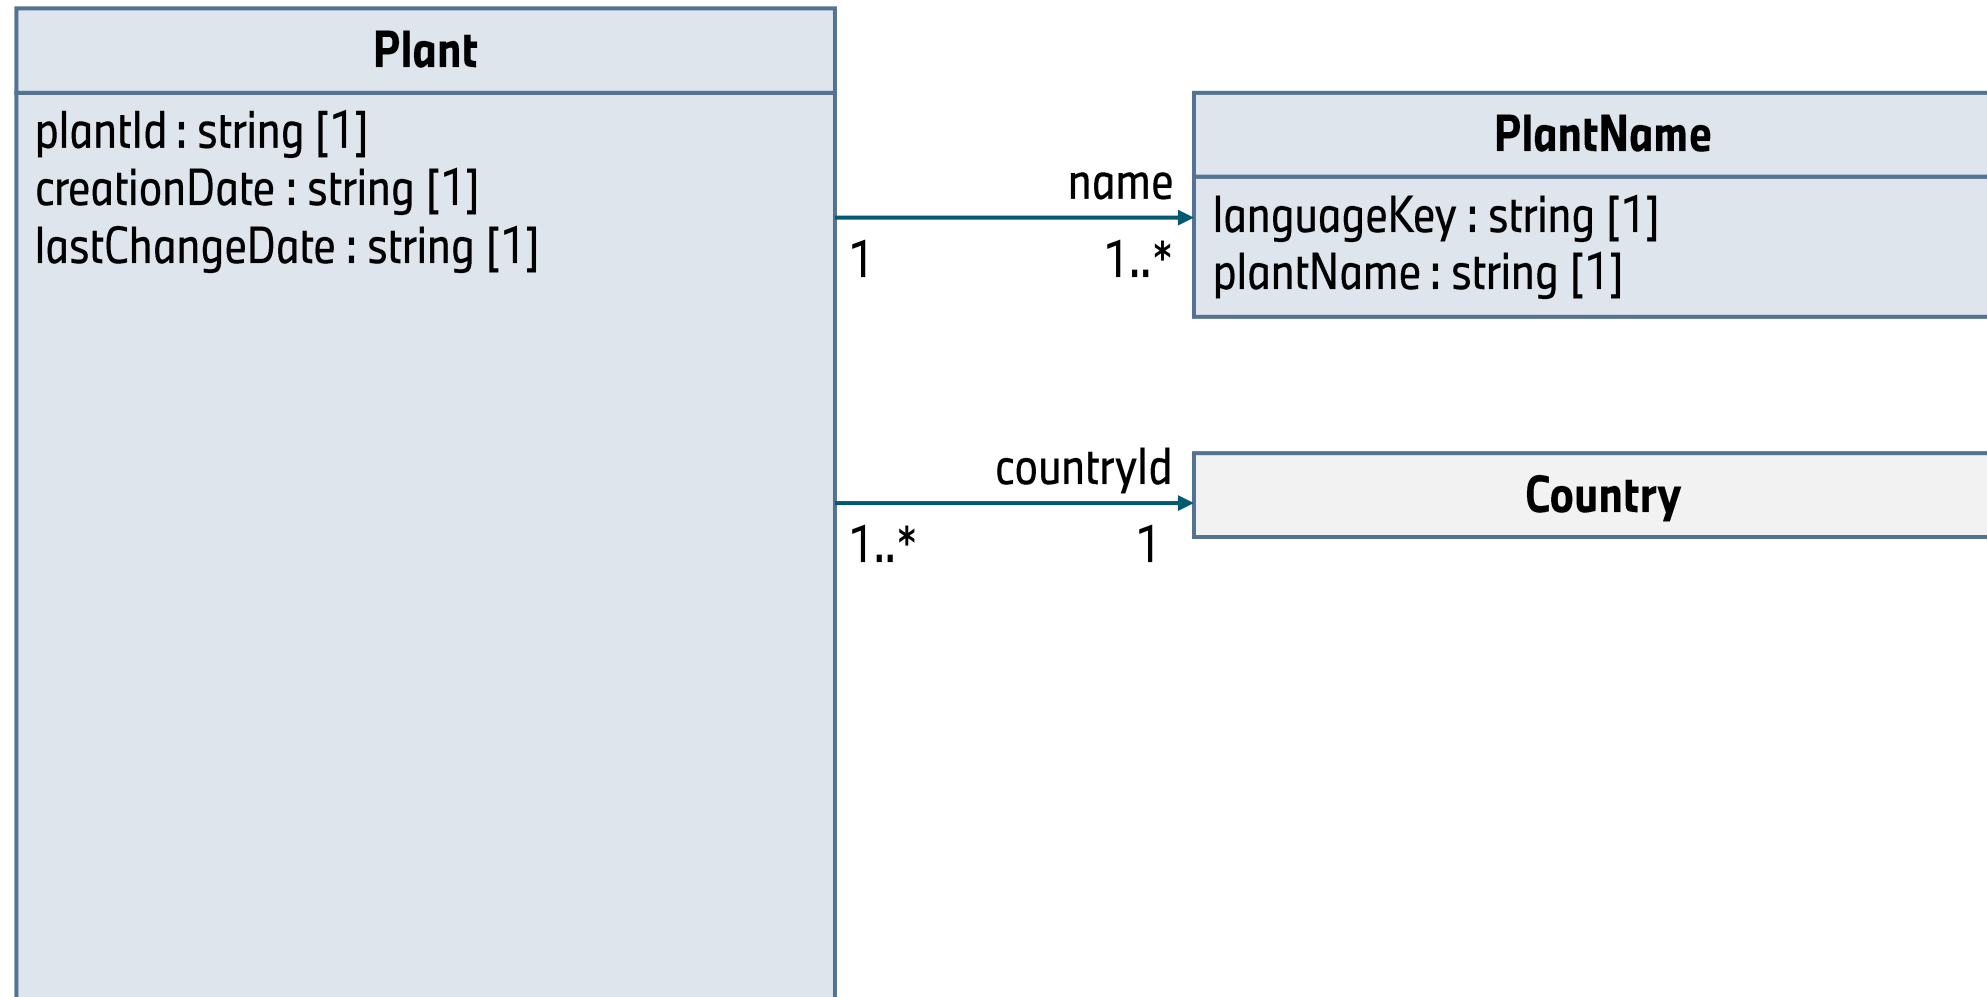 Plant
plantId : string [1]
creationDate : string [1]
lastChangeDate : string [1]
name
1
1..*
PlantName
languageKey : string [1]
plantName : string [1]
countryId
1..*
1
Country